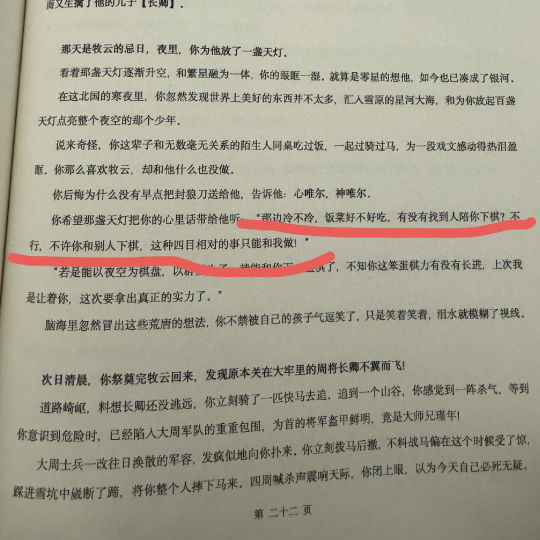 而又生擒了他的儿子【长卿】。
那天是牧云的忌日，夜里，你为他放了一盏天灯。
看着那盏天灯逐渐升空，和繁星融为一体，你的眼眶一湿。就算是零星的想他，如今也已凑成了银河。
在这北国的寒夜里，你忽然发现世界上美好的东西并不太多，汇入雪原的星河大海，和为你放起百盏
天灯点亮整个夜空的那个少年。
说来奇怪，你这辈子和无数毫无关系的陌生人同桌吃过饭，一起过骑过马，为一段戏文感动得热泪盈
眶。你那么喜欢牧云，却和他什么也没做。
你后悔为什么没有早点把封狼刀送给他，告诉他：心唯尔，神唯尔。
你希望那盏天灯把你的心里话带给他听：“那边冷不冷，饭菜好不好吃，有没有找到人陪你下棋？不
行，不许你和别人下棋，这种四目相对的事只能和我做！”
“若是能以夜空为棋盘，以群 就能和你下 盘棋了，不知你这笨蛋棋力有没有长进，上次我
是让着你，这次要拿出真正的实力了。”
脑海里忽然冒出这些荒唐的想法，你不禁被自己的孩子气逗笑了，只是笑着笑着，泪水就模糊了视线。
次日清晨，你祭奠完牧云回来，发现原本关在大牢里的周将长卿不翼而飞！
道路崎岖，料想长卿还没逃远，你立刻骑了一匹快马去追，追到一个山谷，你感觉到一阵杀气，等到
你意识到危险时，已经陷入大周军队的重重包围，为首的将军盔甲鲜明，竟是大师兄瑾年！
大周士兵一改往日涣散的军容，发疯似地向你扑来，你立刻拨马后撤，不料战马偏在这个时候受了惊，
踩进雪坑中崴断了蹄，将你整个人摔下马来。四周喊杀声震响天际，你闭上眼，以为今天自己必死无疑，
第 二十二 页